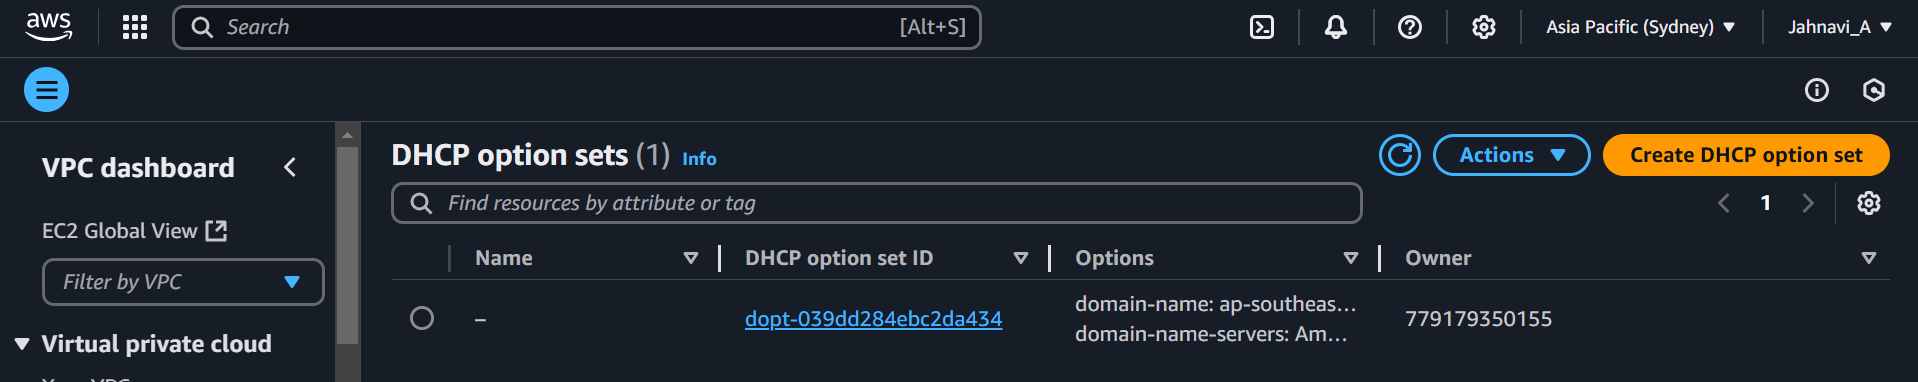 aws
Search [Alt+S]
Asia Pacific (Sydney)
Jahnavi_A
VPC dashboard
EC2 Global View
Filter by VPC
Virtual private cloud
DHCP option sets (1) Info
Actions
Create DHCP option set
Find resources by attribute or tag
1
Name
DHCP option set ID
Options
Owner
–
dopt-039dd284ebc2da434
domain-name: ap-southeas...
domain-name-servers: Am...
779179350155